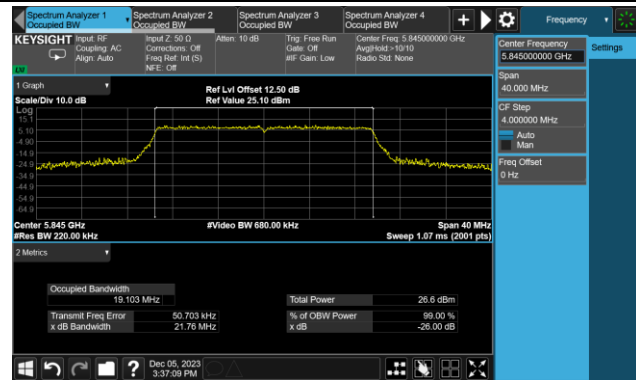 Spectrum Analyzer 1
Occupied BW
Spectrum Analyzer 2
Occupied BW
Spectrum Analyzer 3
Occupied BW
Spectrum Analyzer 4
Occupied BW
+
Frequency
KEYSIGHT
Input: RF
Coupling: AC
Align: Auto
Input Z: 50 Ω
Corrections: Off
Freq Ref: Int (S)
NFE: Off
Atten: 10 dB
Trig: Free Run
Gate: Off
#IF Gain: Low
Center Freq: 5.845000000 GHz
Avg|Hold:>10/10
Radio Std: None
Center Frequency
5.845000000 GHz
Settings
Span
40.000 MHz
CF Step
4.000000 MHz
Auto
Man
Freq Offset
0 Hz
1 Graph
Scale/Div 10.0 dB
Ref Lvl Offset 12.50 dB
Ref Value 25.10 dBm
Log
15.1
5.10
-4.90
-14.9
-24.9
-34.9
-44.9
-54.9
-64.9
Center 5.845 GHz
#Video BW 680.00 kHz
Span 40 MHz
#Res BW 220.00 kHz
Sweep 1.07 ms (2001 pts)
2 Metrics
Occupied Bandwidth
19.103 MHz
Total Power
26.6 dBm
Transmit Freq Error
50.703 kHz
% of OBW Power
99.00 %
x dB Bandwidth
21.76 MHz
x dB
-26.00 dB
?
Dec 05, 2023
3:37:09 PM